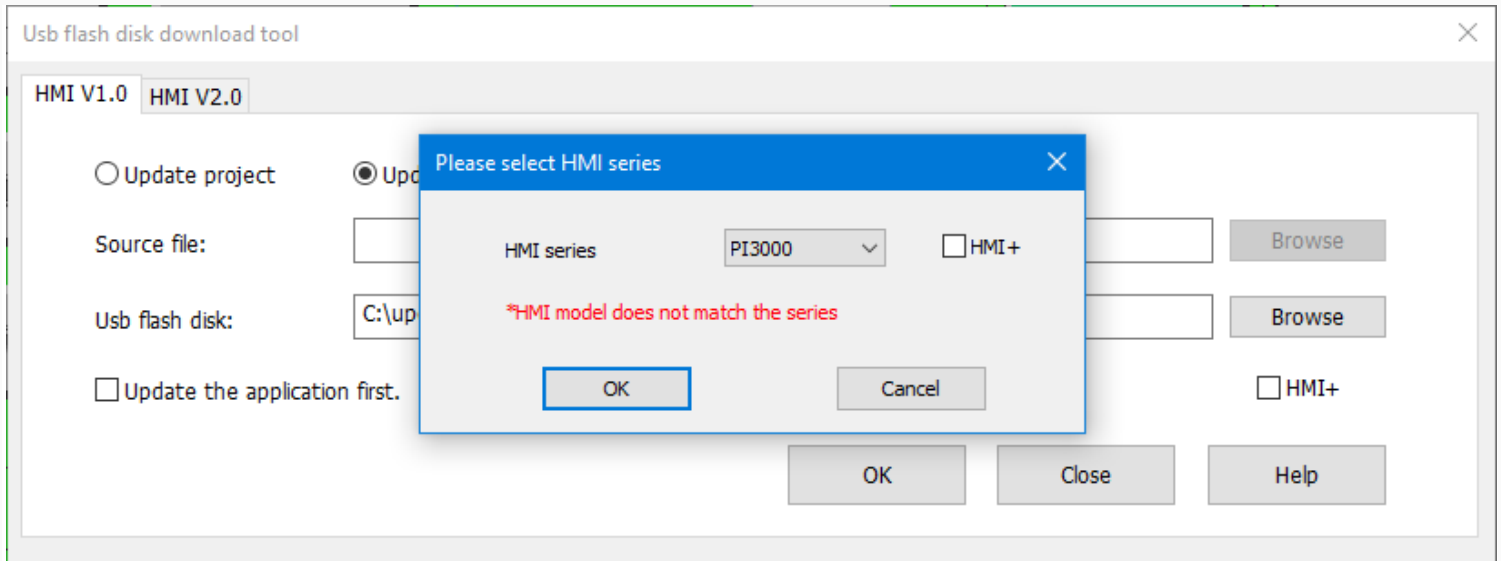 Usb flash disk download tool
HMI V1.0 HMI V2.0
Update project
Please select HMI series
Source file:
HMI series PI3000 HMI+
Browse
*HMI model does not match the series
Usb flash disk: C:\up
Browse
Update the application first.
OK Cancel
HMI+
OK Close Help